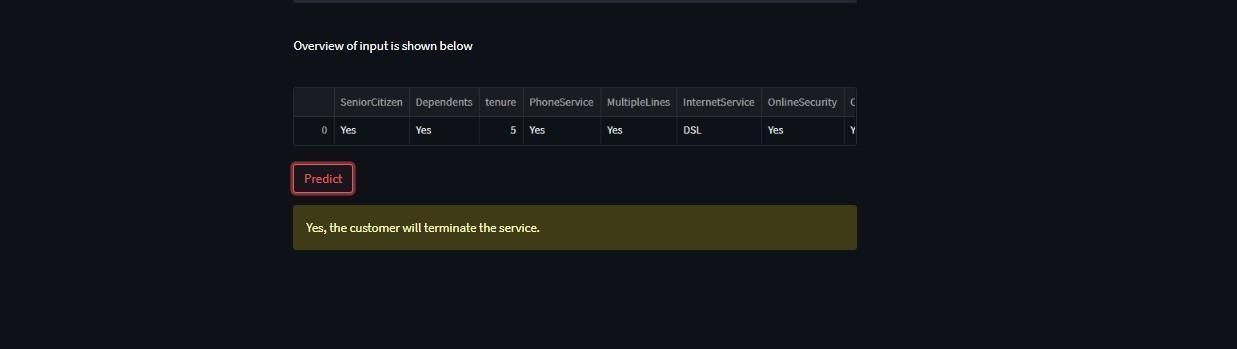 Overview of input is shown below
SeniorCitizen Dependents tenure PhoneService MultipleLines InternetService OnlineSecurity
0 Yes Yes 5 Yes Yes DSL Yes
Predict
Yes, the customer will terminate the service.